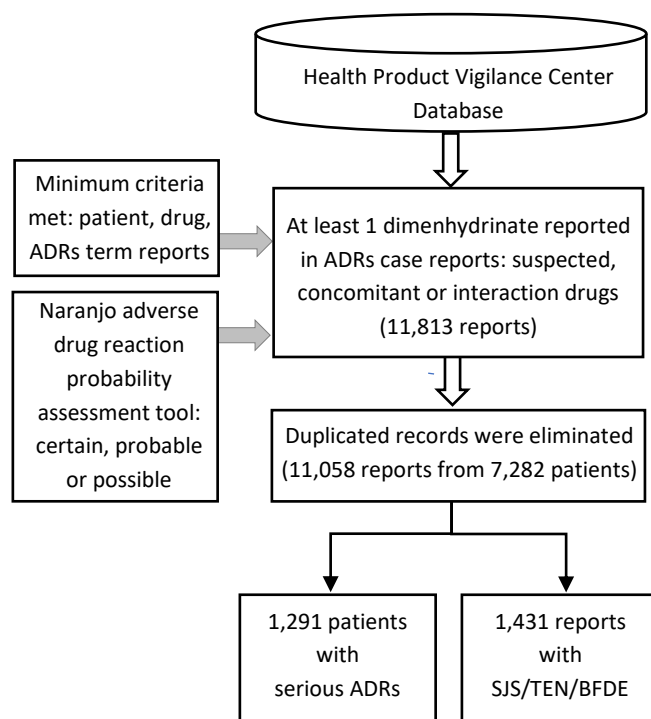 Health Product Vigilance Center
Database
Minimum criteria
met: patient, drug,
ADRs term reports
At least 1 dimenhydrinate reported
in ADRs case reports: suspected,
concomitant or interaction drugs
(11,813 reports)
Naranjo adverse
drug reaction
probability
assessment tool:
certain, probable
or possible
Duplicated records were eliminated
(11,058 reports from 7,282 patients)
1,291 patients
with
serious ADRs
1,431 reports
with
SJS/TEN/BFDE